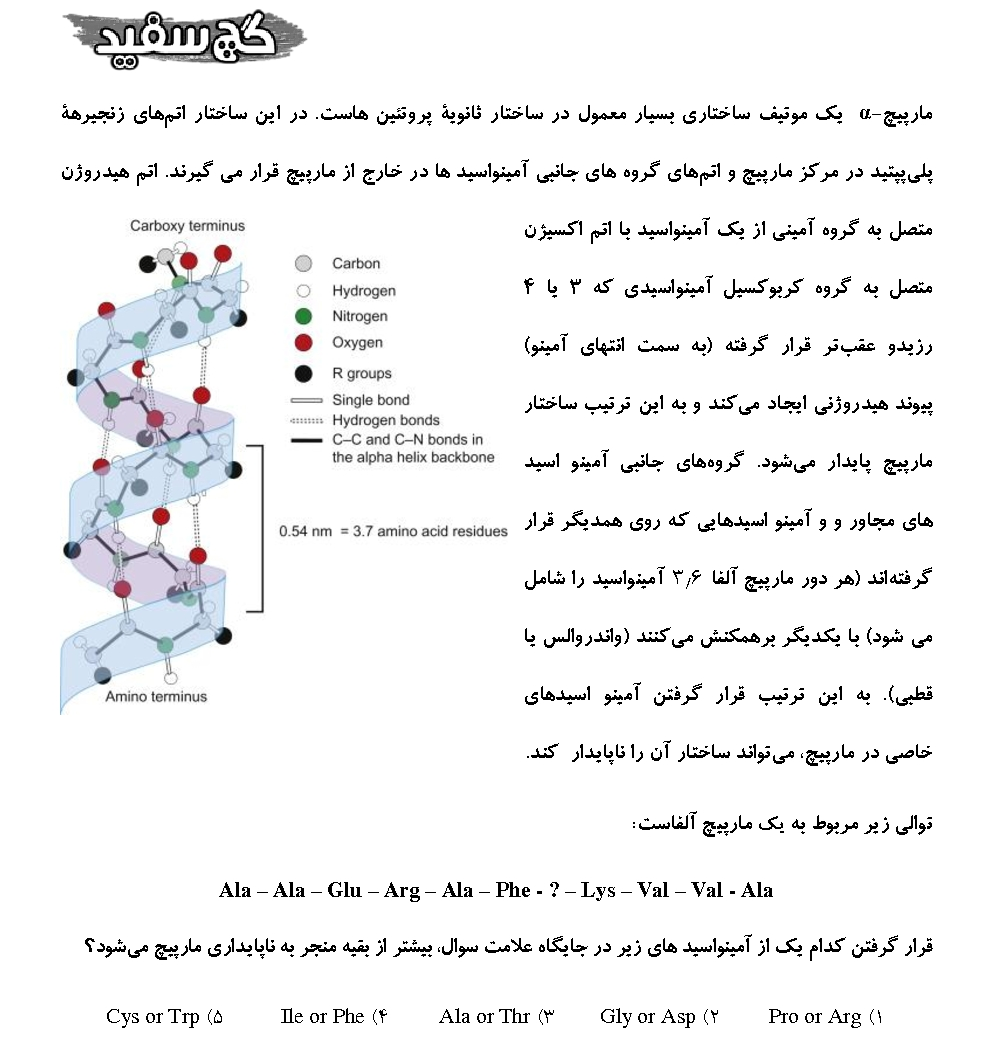 گچ سفید
مارپیچ-α یک موتیف ساختاری بسیار معمول در ساختار ثانویهٔ پروتئین هاست. در این ساختار اتم‌های زنجیرهٔ
پلی‌پپتید در مرکز مارپیچ و اتم‌های گروه های جانبی آمینواسید ها در خارج از مارپیچ قرار می گیرند. اتم هیدروژن
متصل به گروه آمینی از یک آمینواسید با اتم اکسیژن
متصل به گروه کربوکسیل آمینواسیدی که ۳ یا ۴
رزیدو عقب‌تر قرار گرفته (به سمت انتهای آمینو)
پیوند هیدروژنی ایجاد می‌کند و به این ترتیب ساختار
مارپیچ پایدار می‌شود. گروه‌های جانبی آمینو اسید
های مجاور و و آمینو اسیدهایی که روی همدیگر قرار
گرفته‌اند (هر دور مارپیچ آلفا ۳٫۶ آمینواسید را شامل
می شود) با یکدیگر برهمکنش می‌کنند (واندروالس یا
قطبی). به این ترتیب قرار گرفتن آمینو اسیدهای
خاصی در مارپیچ، می‌تواند ساختار آن را ناپایدار کند.
Carboxy terminus
Carbon
Hydrogen
Nitrogen
Oxygen
R groups
Single bond
Hydrogen bonds
C–C and C–N bonds in
the alpha helix backbone
0.54 nm = 3.7 amino acid residues
Amino terminus
توالی زیر مربوط به یک مارپیچ آلفاست:
Ala – Ala – Glu – Arg – Ala – Phe - ? – Lys – Val – Val - Ala
قرار گرفتن کدام یک از آمینواسید های زیر در جایگاه علامت سوال، بیشتر از بقیه منجر به ناپایداری مارپیچ می‌شود؟
۱) Pro or Arg ۲) Gly or Asp ۳) Ala or Thr ۴) Ile or Phe ۵) Cys or Trp